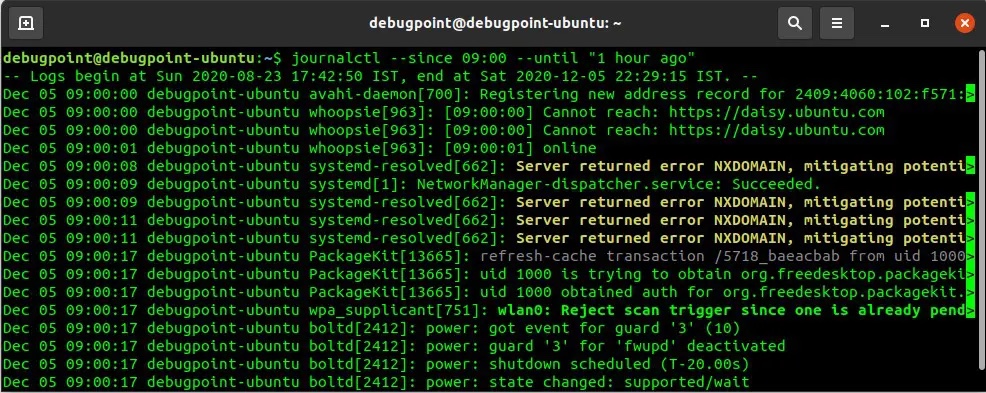 debugpoint@debugpoint-ubuntu: ~
debugpoint@debugpoint-ubuntu:~$ journalctl --since 09:00 --until "1 hour ago"
-- Logs begin at Sun 2020-08-23 17:42:50 IST, end at Sat 2020-12-05 22:29:15 IST. --
Dec 05 09:00:00 debugpoint-ubuntu avahi-daemon[700]: Registering new address record for 2409:4060:102:f571:>
Dec 05 09:00:00 debugpoint-ubuntu whoopsie[963]: [09:00:00] Cannot reach: https://daisy.ubuntu.com
Dec 05 09:00:00 debugpoint-ubuntu whoopsie[963]: [09:00:00] Cannot reach: https://daisy.ubuntu.com
Dec 05 09:00:01 debugpoint-ubuntu whoopsie[963]: [09:00:01] online
Dec 05 09:00:08 debugpoint-ubuntu systemd-resolved[662]: Server returned error NXDOMAIN, mitigating potenti>
Dec 05 09:00:09 debugpoint-ubuntu systemd[1]: NetworkManager-dispatcher.service: Succeeded.
Dec 05 09:00:09 debugpoint-ubuntu systemd-resolved[662]: Server returned error NXDOMAIN, mitigating potenti>
Dec 05 09:00:11 debugpoint-ubuntu systemd-resolved[662]: Server returned error NXDOMAIN, mitigating potenti>
Dec 05 09:00:11 debugpoint-ubuntu systemd-resolved[662]: Server returned error NXDOMAIN, mitigating potenti>
Dec 05 09:00:17 debugpoint-ubuntu PackageKit[13665]: refresh-cache transaction /5718_baeacbab from uid 1000>
Dec 05 09:00:17 debugpoint-ubuntu PackageKit[13665]: uid 1000 is trying to obtain org.freedesktop.packageki>
Dec 05 09:00:17 debugpoint-ubuntu PackageKit[13665]: uid 1000 obtained auth for org.freedesktop.packagekit.>
Dec 05 09:00:17 debugpoint-ubuntu wpa_supplicant[751]: wlan0: Reject scan trigger since one is already pend>
Dec 05 09:00:17 debugpoint-ubuntu boltd[2412]: power: got event for guard '3' (10)
Dec 05 09:00:17 debugpoint-ubuntu boltd[2412]: power: guard '3' for 'fwupd' deactivated
Dec 05 09:00:17 debugpoint-ubuntu boltd[2412]: power: shutdown scheduled (T-20.00s)
Dec 05 09:00:17 debugpoint-ubuntu boltd[2412]: power: state changed: supported/wait